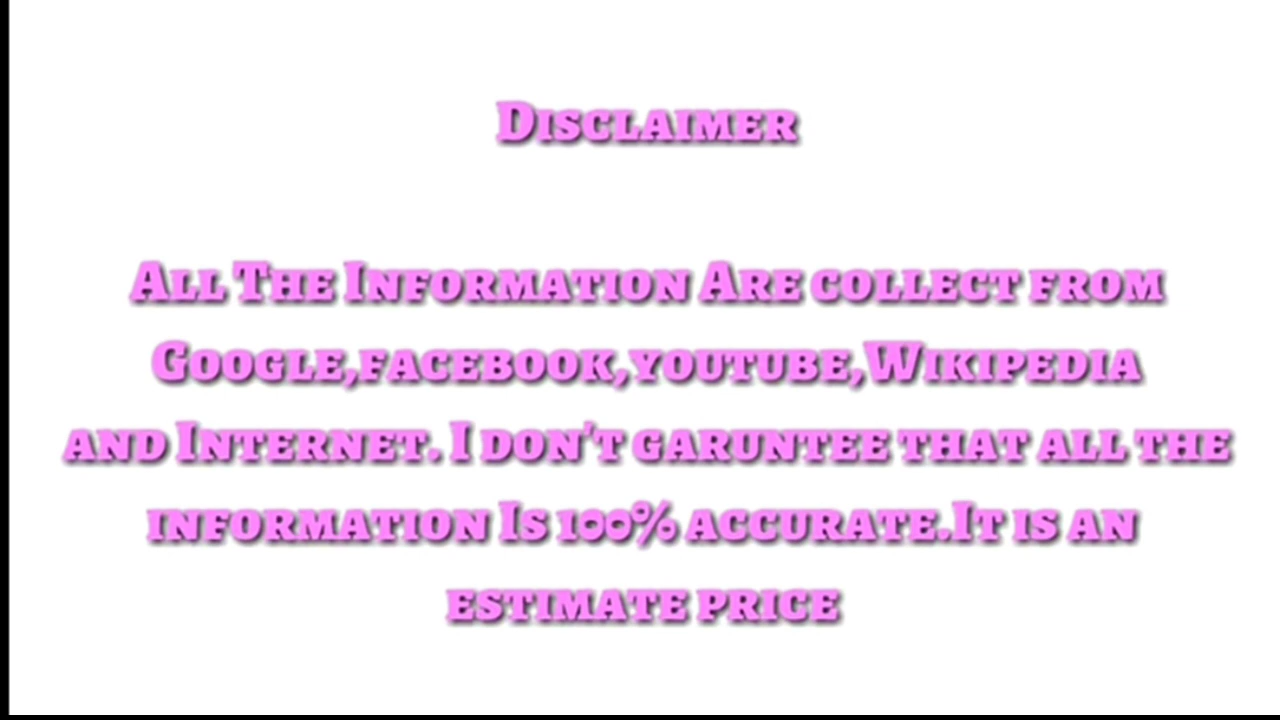 Disclaimer
All The Information Are collect from
Google,facebook,youtube,Wikipedia
and Internet. I don't garuntee that all the
information Is 100% accurate.It is an
estimate price